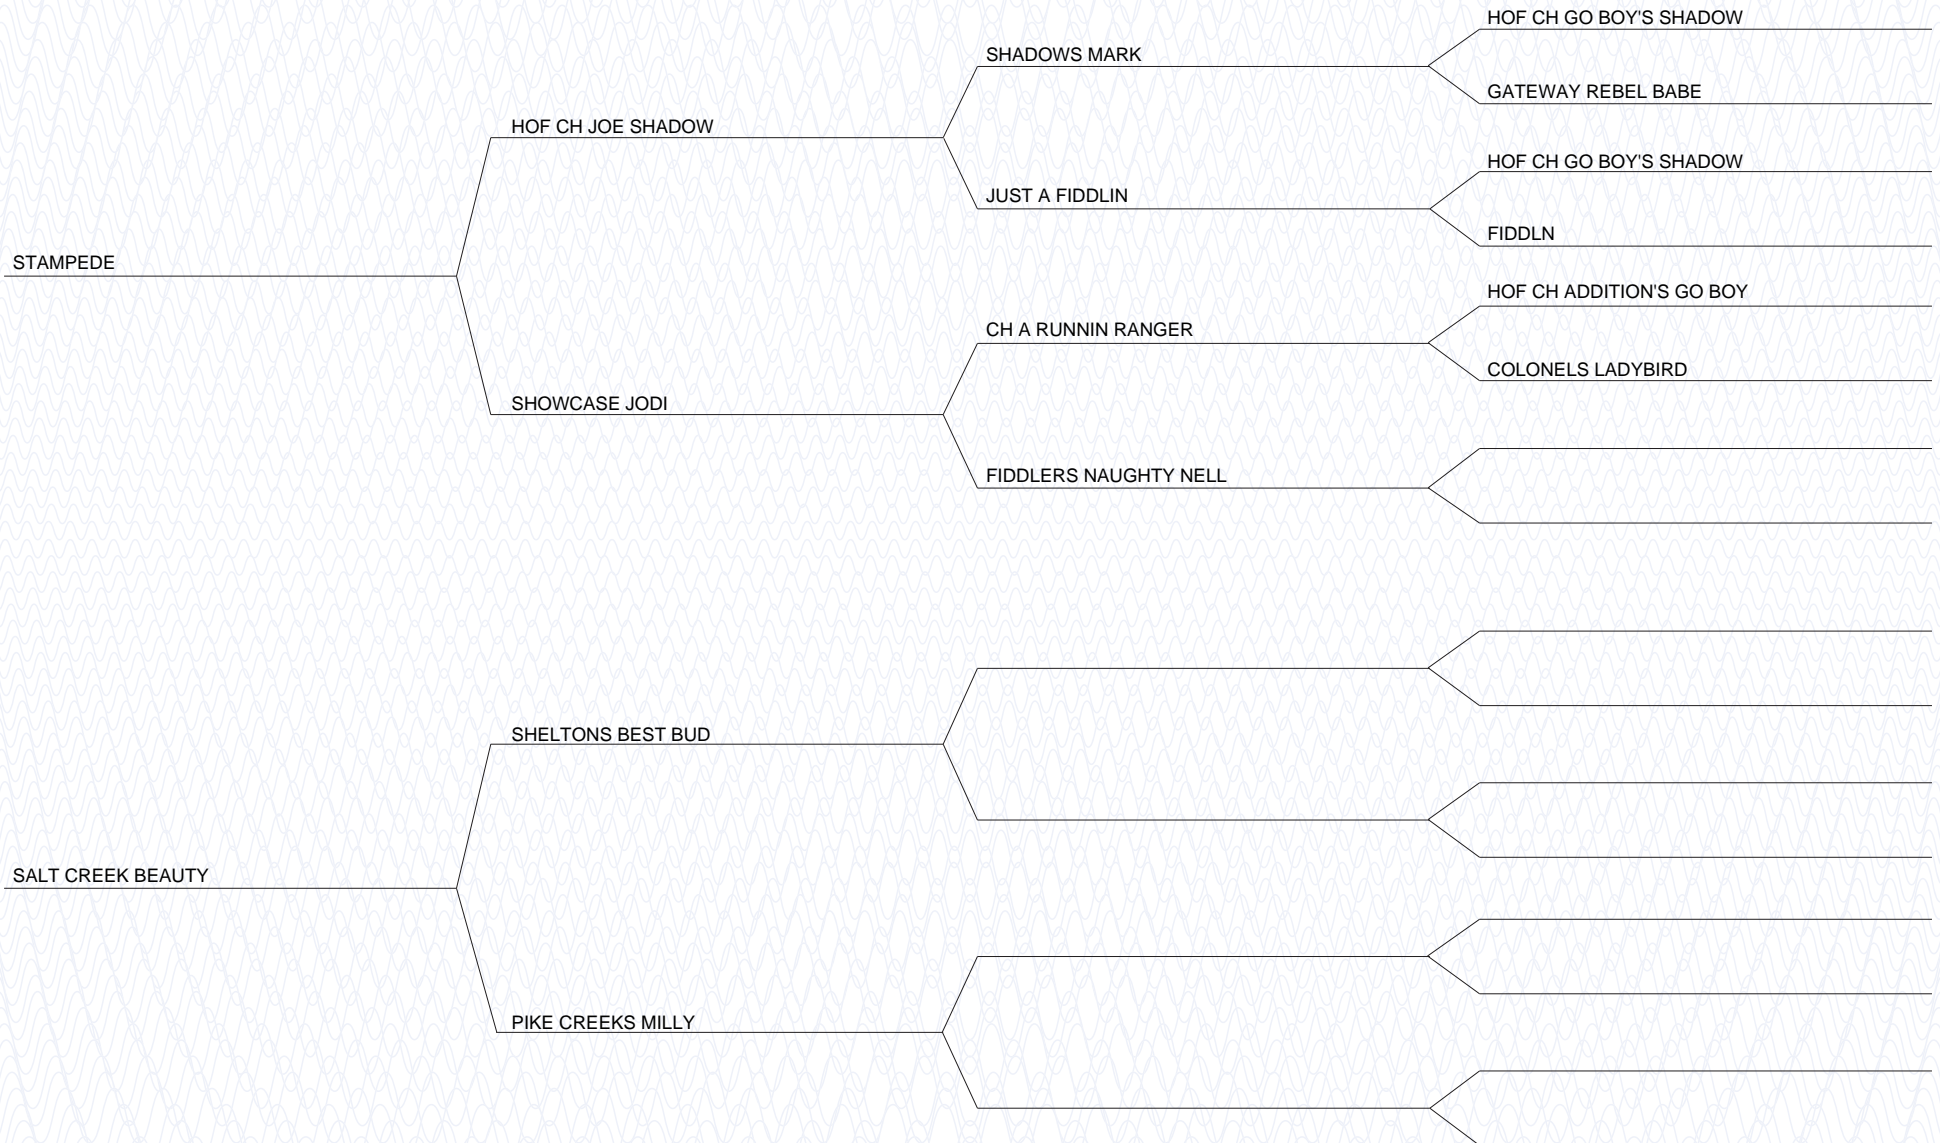 HOF CH GO BOY'S SHADOW
SHADOWS MARK
GATEWAY REBEL BABE
HOF CH JOE SHADOW
HOF CH GO BOY'S SHADOW
JUST A FIDDLIN
FIDDLN
STAMPEDE
HOF CH ADDITION'S GO BOY
CH A RUNNIN RANGER
COLONELS LADYBIRD
SHOWCASE JODI
FIDDLERS NAUGHTY NELL
SHELTONS BEST BUD
SALT CREEK BEAUTY
PIKE CREEKS MILLY